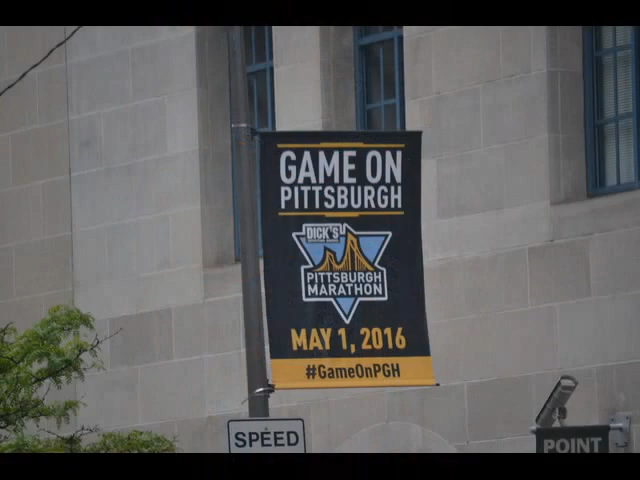 GAME ON
PITTSBURGH
DICK'S
PITTSBURGH
MARATHON
MAY 1, 2016
#GameOnPGH
SPEED
POINT